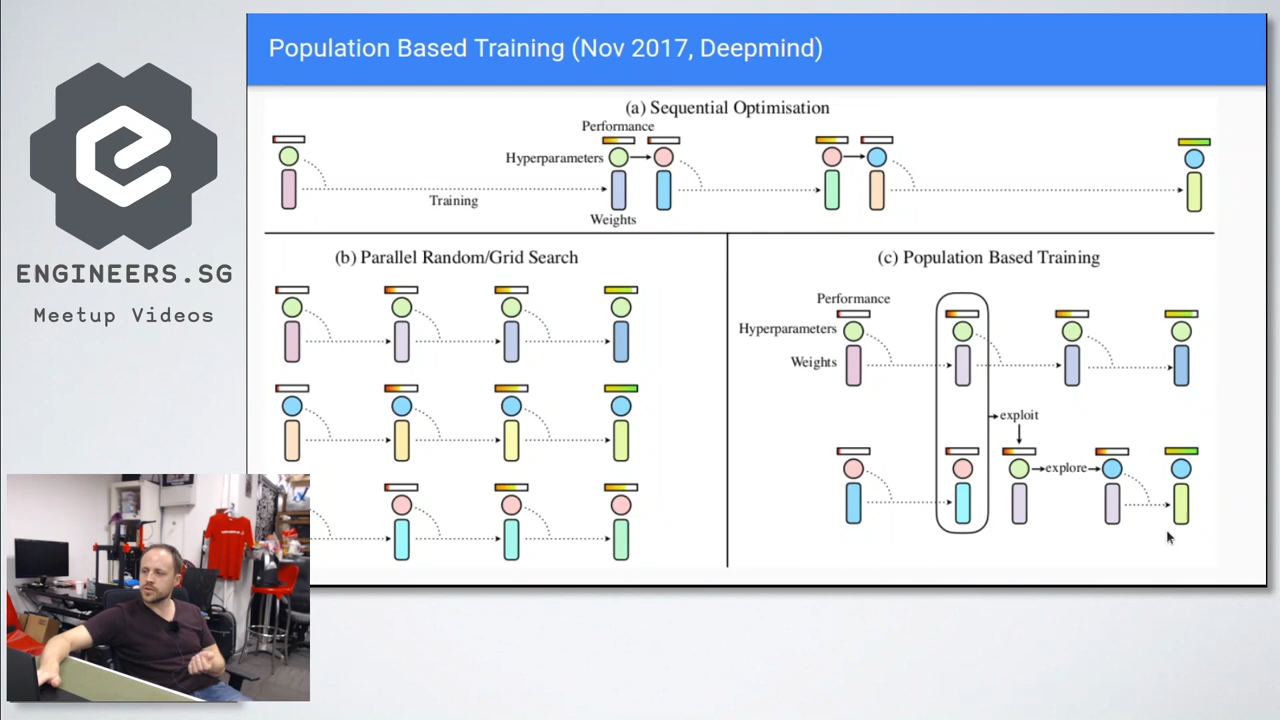 Population Based Training (Nov 2017, Deepmind)
(a) Sequential Optimisation
Performance
Hyperparameters
Training
Weights
(b) Parallel Random/Grid Search
(c) Population Based Training
Performance
Hyperparameters
Weights
exploit
explore
ENGINEERS.SG
Meetup Videos